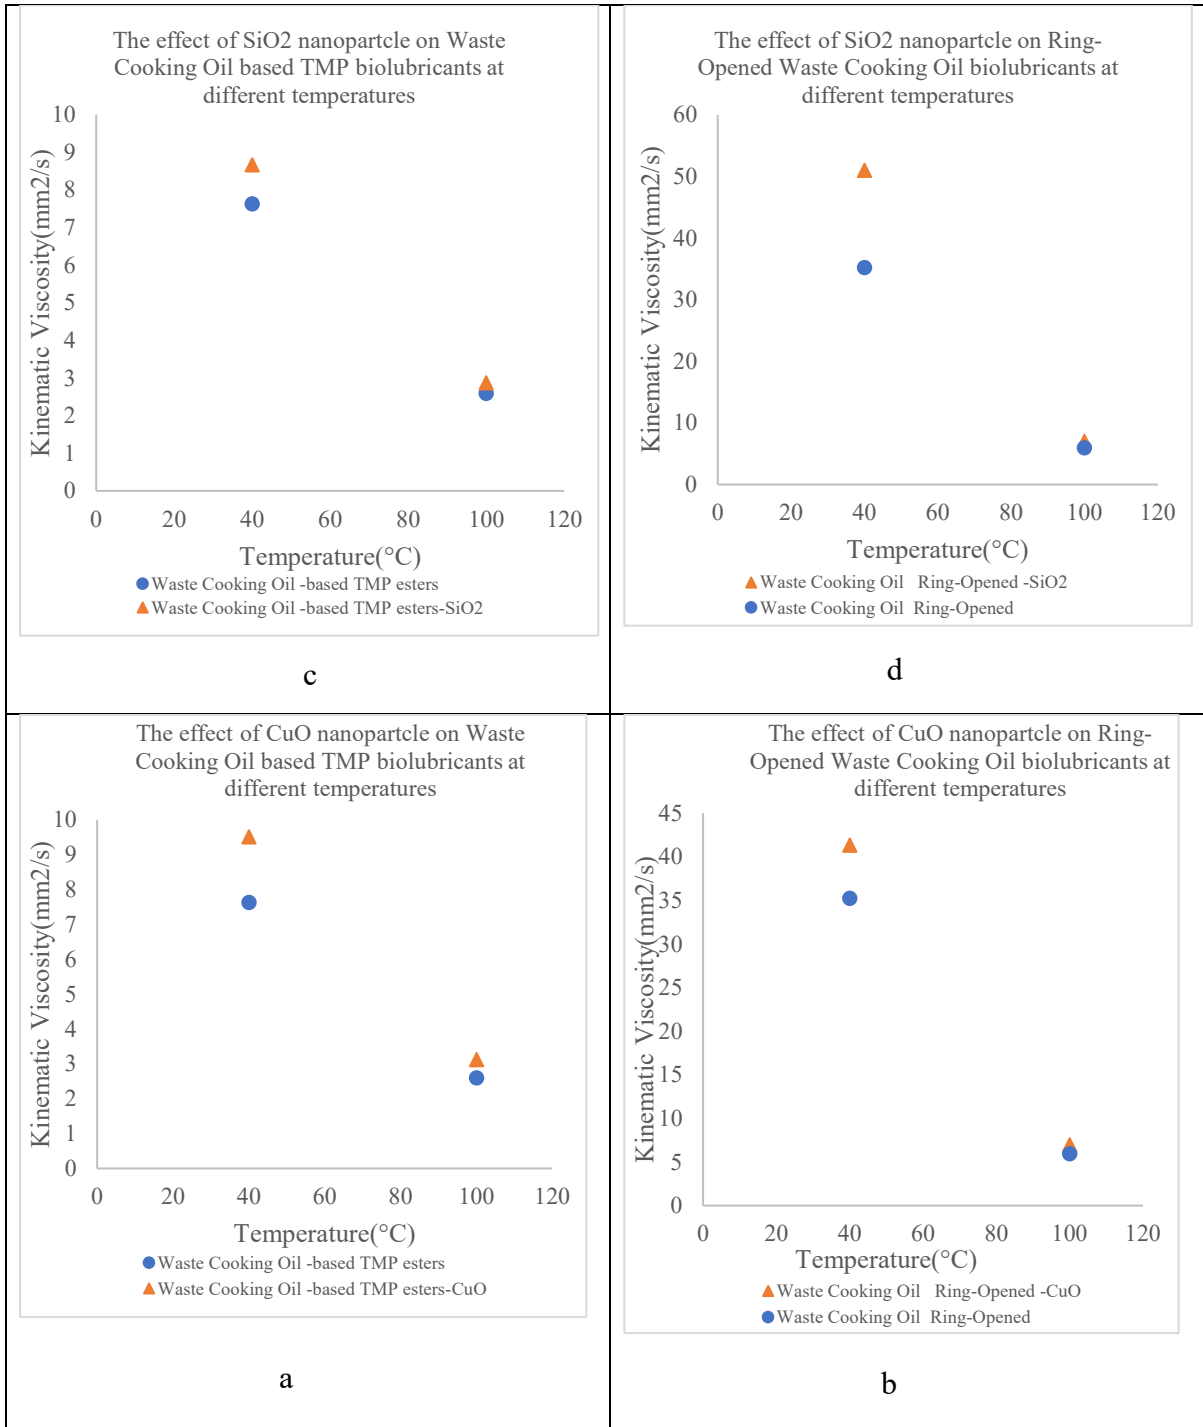 The effect of SiO2 nanopartcle on Waste
Cooking Oil based TMP biolubricants at
different temperatures
Kinematic Viscosity(mm2/s)
10
9
8
7
6
5
4
3
2
1
0
0 20 40 60 80 100 120
Temperature(°C)
Waste Cooking Oil -based TMP esters
Waste Cooking Oil -based TMP esters-SiO2
c
The effect of SiO2 nanopartcle on Ring-
Opened Waste Cooking Oil biolubricants at
different temperatures
Kinematic Viscosity(mm2/s)
60
50
40
30
20
10
0
0 20 40 60 80 100 120
Temperature(°C)
Waste Cooking Oil Ring-Opened -SiO2
Waste Cooking Oil Ring-Opened
d
The effect of CuO nanopartcle on Waste
Cooking Oil based TMP biolubricants at
different temperatures
Kinematic Viscosity(mm2/s)
10
9
8
7
6
5
4
3
2
1
0
0 20 40 60 80 100 120
Temperature(°C)
Waste Cooking Oil -based TMP esters
Waste Cooking Oil -based TMP esters-CuO
a
The effect of CuO nanopartcle on Ring-
Opened Waste Cooking Oil biolubricants at
different temperatures
Kinematic Viscosity(mm2/s)
45
40
35
30
25
20
15
10
5
0
0 20 40 60 80 100 120
Temperature(°C)
Waste Cooking Oil Ring-Opened -CuO
Waste Cooking Oil Ring-Opened
b